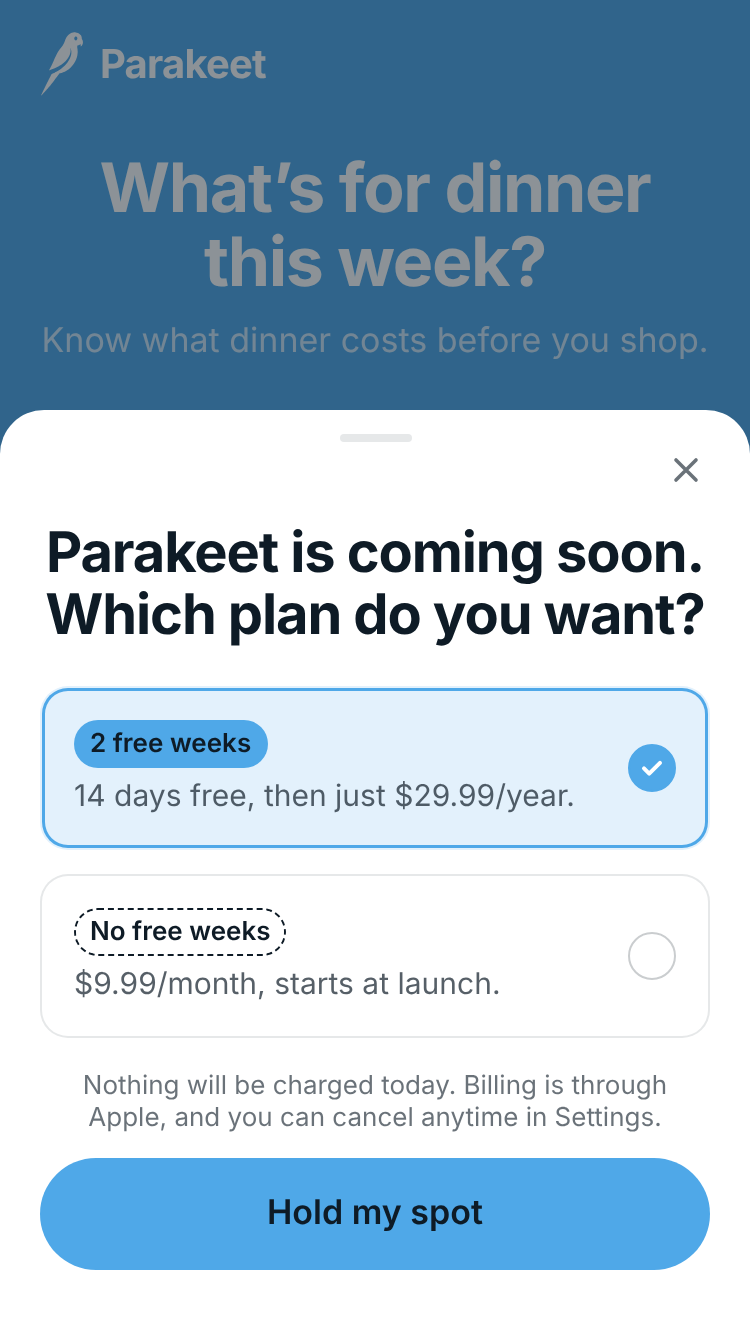 Parakeet
What’s for dinner
this week?
Know what dinner costs before you shop.
Parakeet is coming soon.
Which plan do you want?
2 free weeks
14 days free, then just $29.99/year.
No free weeks
$9.99/month, starts at launch.
Nothing will be charged today. Billing is through
Apple, and you can cancel anytime in Settings.
Hold my spot